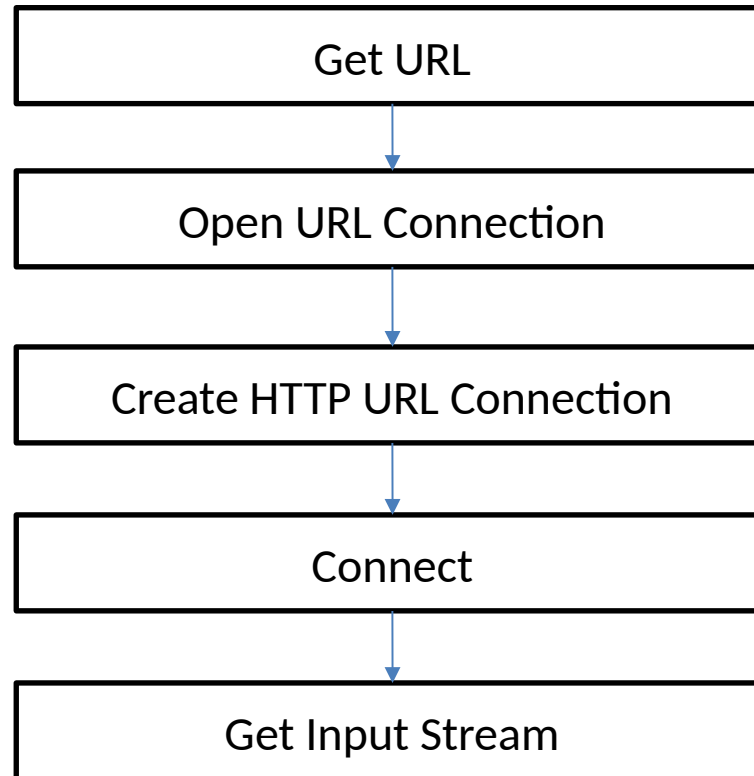 Get URL
Open URL Connection
Create HTTP URL Connection
Connect
Get Input Stream